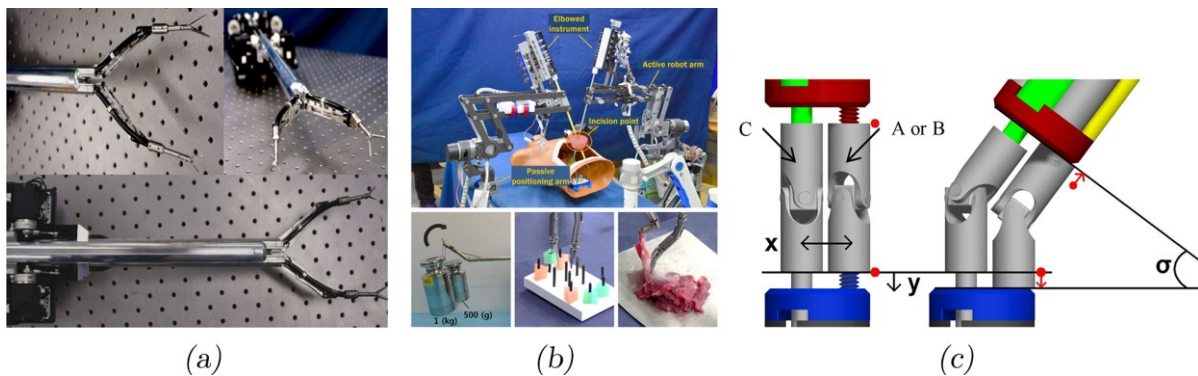 Elbowed
instrument
Active robot arm
Incision point
Passive
positioning arm
1 (kg)
500 (g)
C
A or B
x
y
σ
(a)
(b)
(c)